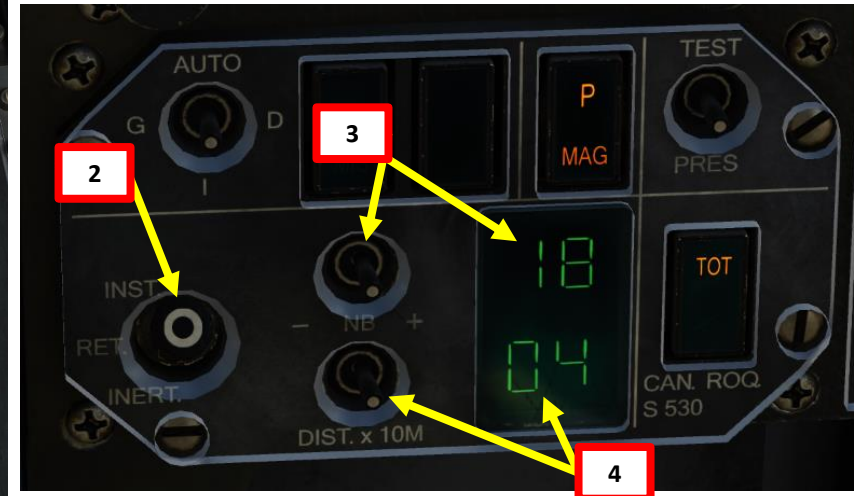 AUTO
G
D
I
P
MAG
TEST
PRES
3
2
INST.
RET.
INERT.
18
- NB +
04
DIST. x 10M
TOT
CAN. ROQ.
S 530
4